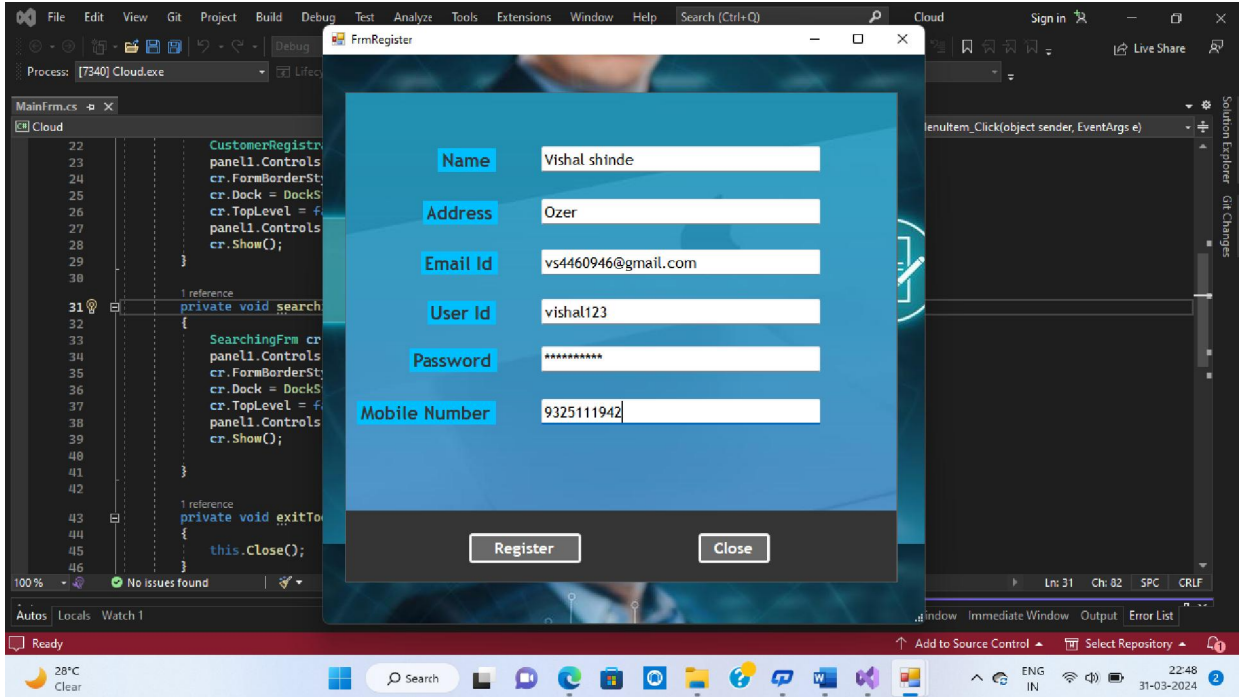 File Edit View Git Project Build Debug Test Analyze Tools Extensions Window Help Search (Ctrl+Q) Cloud Sign in
Debug Live Share
Process: [7340] Cloud.exe Lifecy
FrmRegister
MainFrm.cs
Cloud enuItem_Click(object sender, EventArgs e)
22 CustomerRegistra
23 panel1.Controls
24 cr.FormBorderSty
25 cr.Dock = DockS
26 cr.TopLevel = fa
27 panel1.Controls
28 cr.Show();
29 }
30
1 reference
31 private void search
32 {
33 SearchingFrm cr
34 panel1.Controls
35 cr.FormBorderSty
36 cr.Dock = DockS
37 cr.TopLevel = fa
38 panel1.Controls
39 cr.Show();
40
41 }
42
1 reference
43 private void exitToo
44 {
45 this.Close();
46 }
Name Vishal shinde
Address Ozer
Email Id vs4460946@gmail.com
User Id vishal123
Password **********
Mobile Number 9325111942
Register Close
Solution Explorer
Git Changes
100 % No issues found Ln: 31 Ch: 82 SPC CRLF
Autos Locals Watch 1 indow Immediate Window Output Error List
Ready Add to Source Control Select Repository 1
28°C
Clear
Search
ENG
IN
22:48
31-03-2024
2